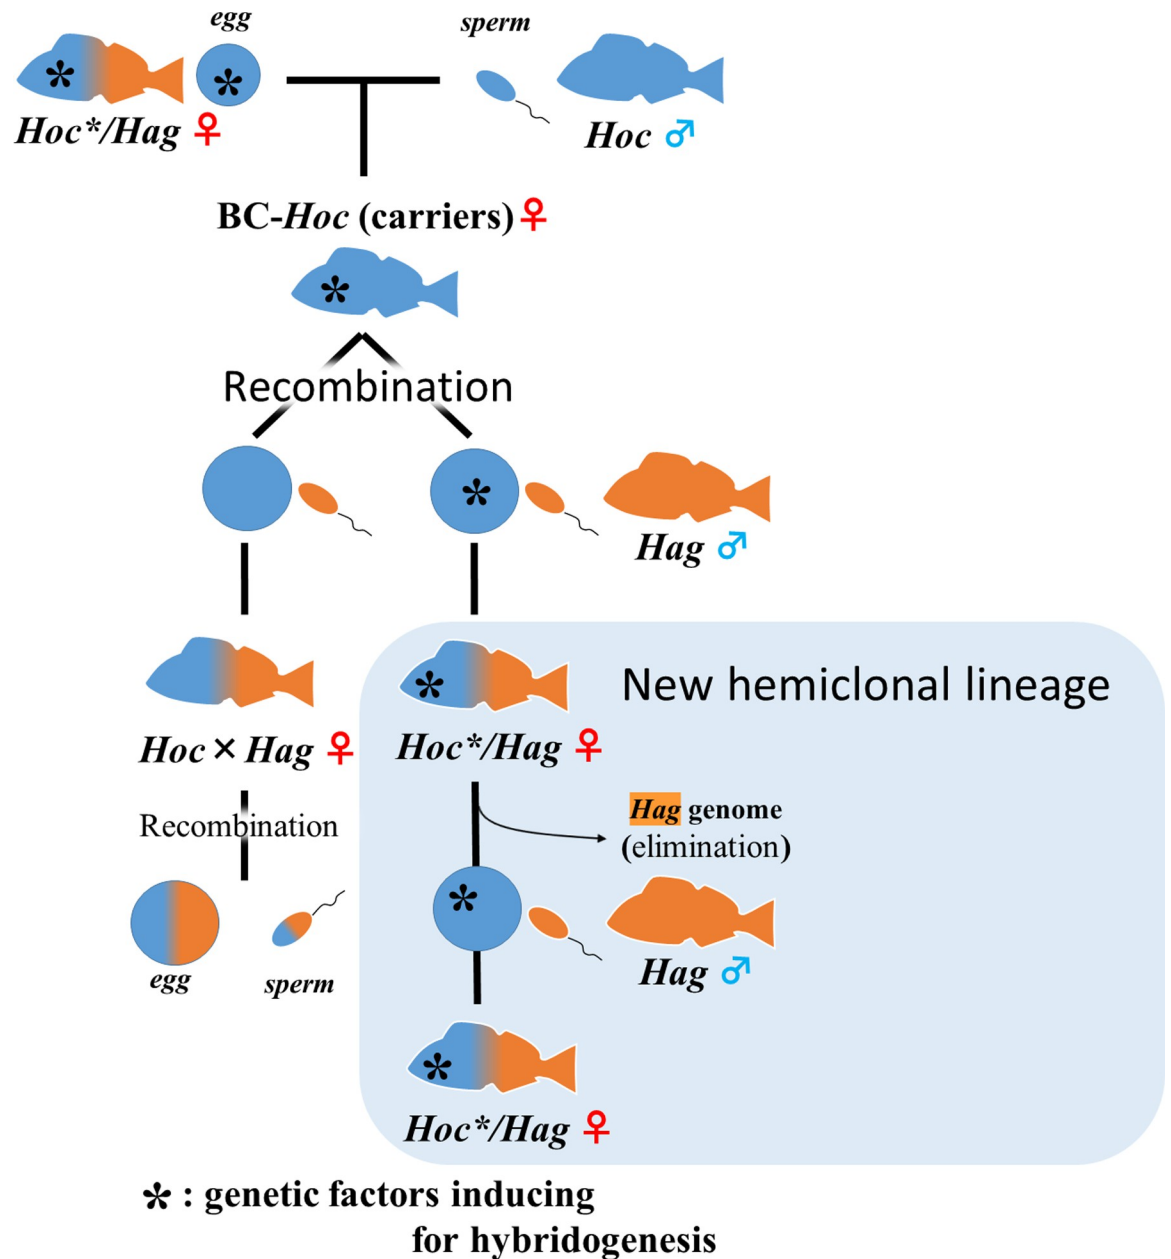 egg
sperm
Hoc*/Hag ♀
Hoc ♂
BC-Hoc (carriers)♀
Recombination
Hag ♂
New hemiclonal lineage
Hoc × Hag ♀
Hoc*/Hag ♀
Recombination
Hag genome
(elimination)
egg
sperm
Hag ♂
Hoc*/Hag ♀
* : genetic factors inducing
for hybridogenesis